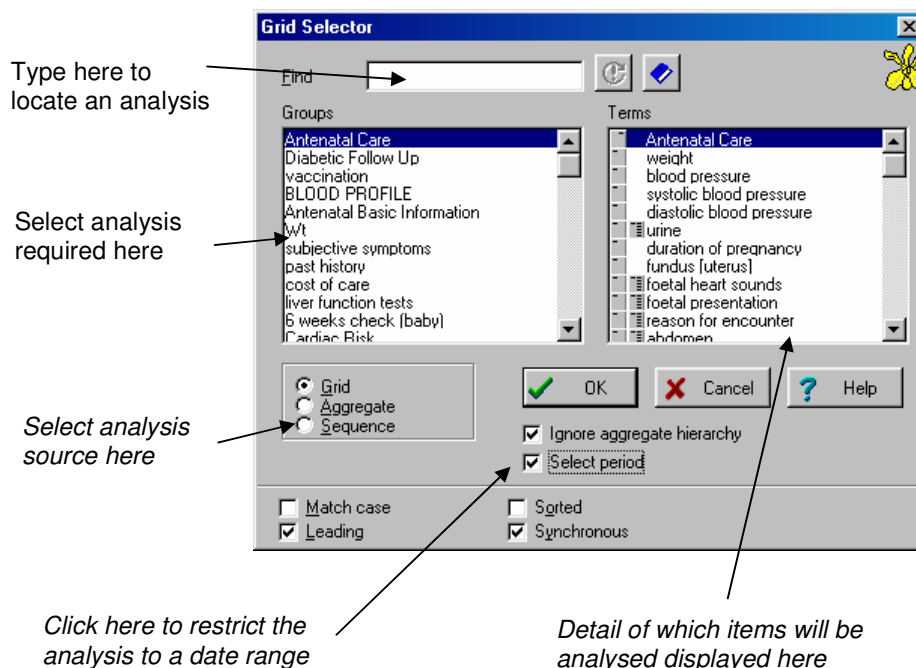 Grid Selector
Type here to
locate an analysis
Find
Groups
Terms
Antenatal Care
Diabetic Follow Up
vaccination
BLOOD PROFILE
Antenatal Basic Information
Wt
subjective symptoms
past history
cost of care
liver function tests
6 weeks check (baby)
Cardiac Risk
Antenatal Care
weight
blood pressure
systolic blood pressure
diastolic blood pressure
urine
duration of pregnancy
fundus [uterus]
foetal heart sounds
foetal presentation
reason for encounter
abdomen
Select analysis
required here
Grid
Aggregate
Sequence
OK
Cancel
Help
Select analysis
source here
Ignore aggregate hierarchy
Select period
Match case
Sorted
Leading
Synchronous
Click here to restrict the
analysis to a date range
Detail of which items will be
analysed displayed here